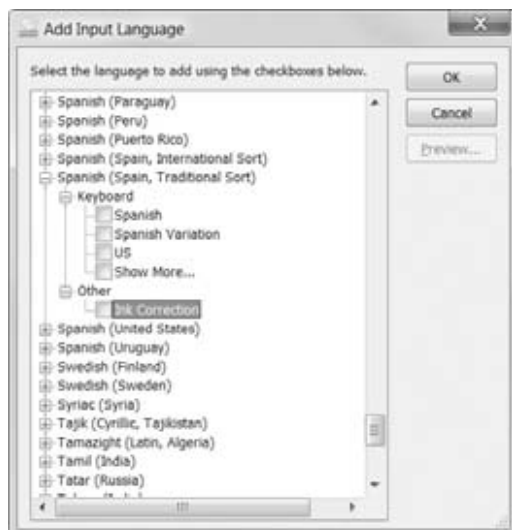 Add Input Language
Select the language to add using the checkboxes below.
OK
Cancel
Preview...
Spanish (Paraguay)
Spanish (Peru)
Spanish (Puerto Rico)
Spanish (Spain, International Sort)
Spanish (Spain, Traditional Sort)
Keyboard
Spanish
Spanish Variation
US
Show More...
Other
Ink Correction
Spanish (United States)
Spanish (Uruguay)
Swedish (Finland)
Swedish (Sweden)
Syriac (Syria)
Tajik (Cyrillic, Tajikistan)
Tamazight (Latin, Algeria)
Tamil (India)
Tatar (Russia)